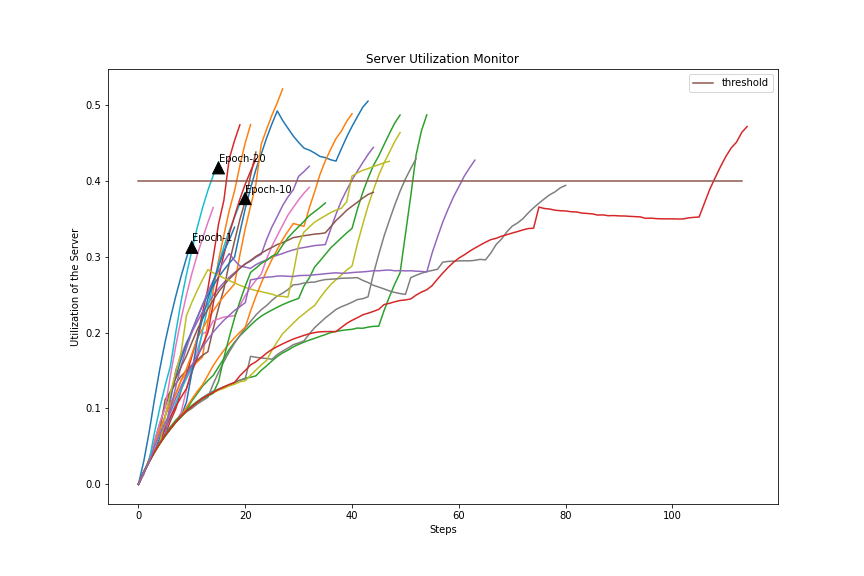 Server Utilization Monitor
threshold
Utilization of the Server
0.5
0.4
0.3
0.2
0.1
0.0
Epoch-20
Epoch-10
Epoch-1
0
20
40
60
80
100
Steps